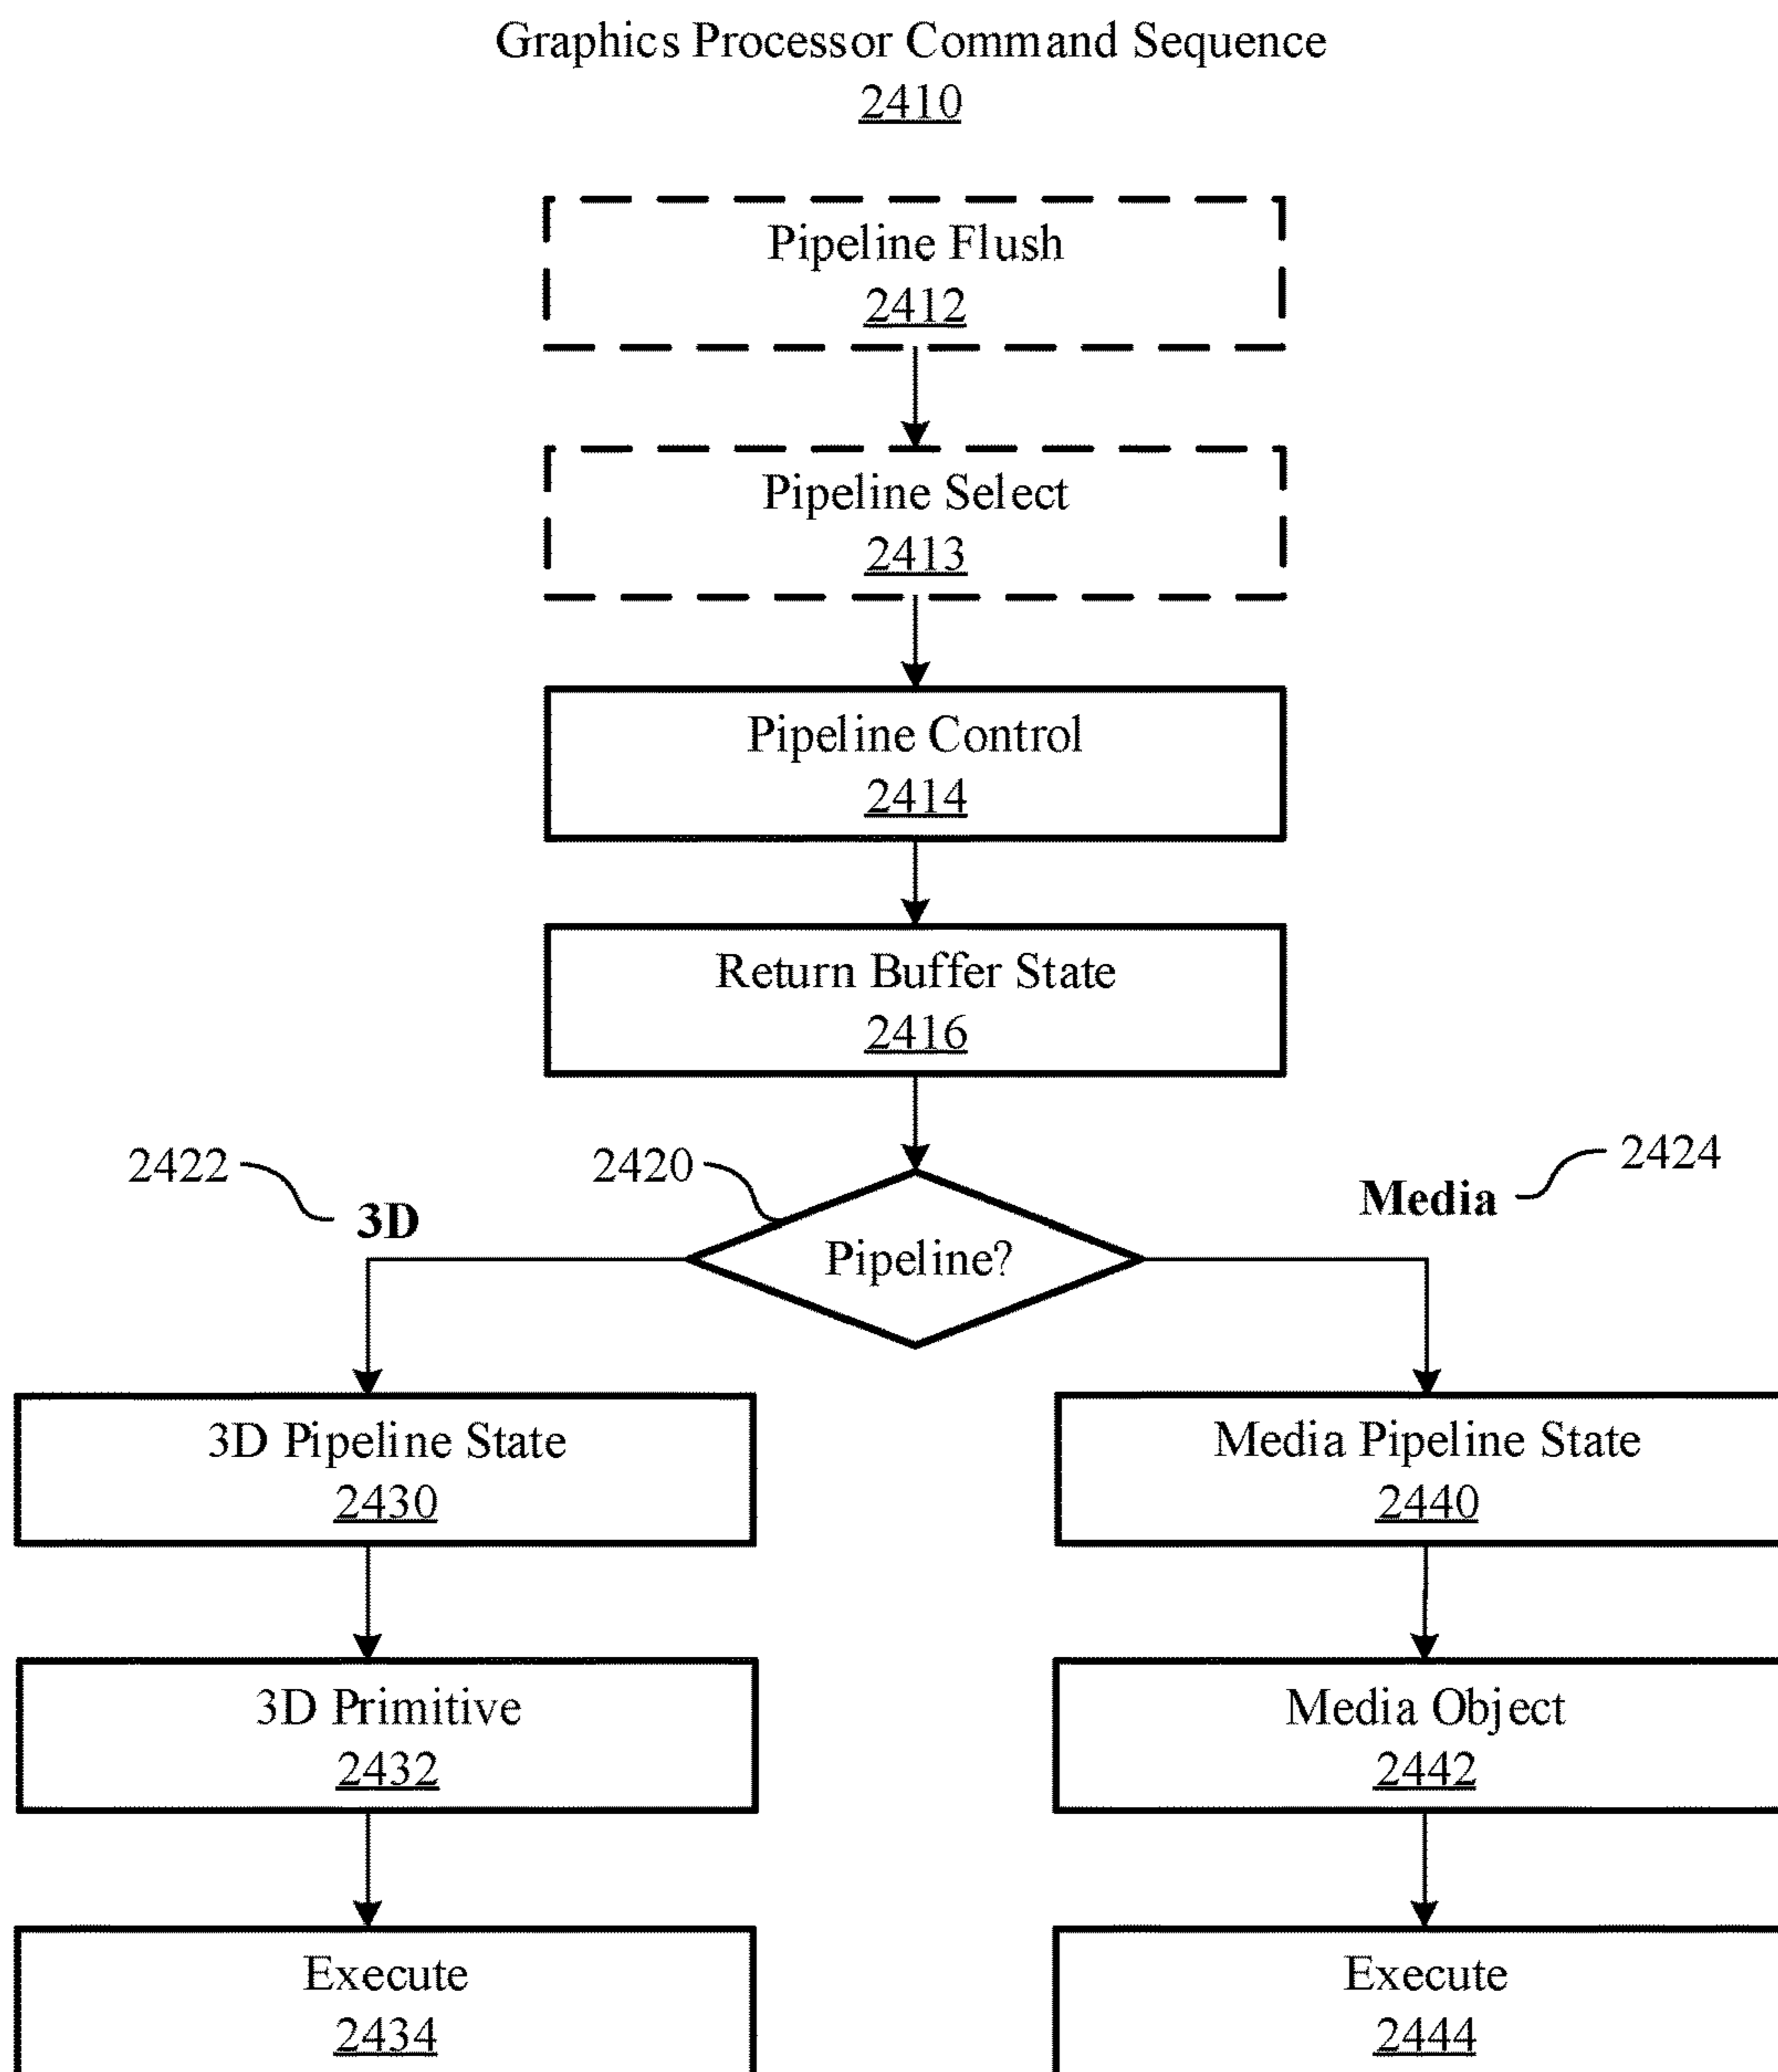 Graphics Processor Command Sequence
2410
Pipeline Flush
2412
Pipeline Select
2413
Pipeline Control
2414
Return Buffer State
2416
2422
2420
2424
3D
Media
Pipeline?
3D Pipeline State
2430
Media Pipeline State
2440
3D Primitive
2432
Media Object
2442
Execute
2434
Execute
2444